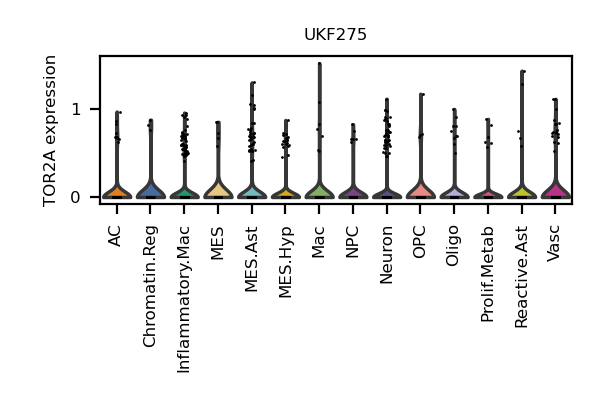 UKF275
TOR2A expression
1
0
AC
Chromatin.Reg
Inflammatory.Mac
MES
MES.Ast
MES.Hyp
Mac
NPC
Neuron
OPC
Oligo
Prolif.Metab
Reactive.Ast
Vasc